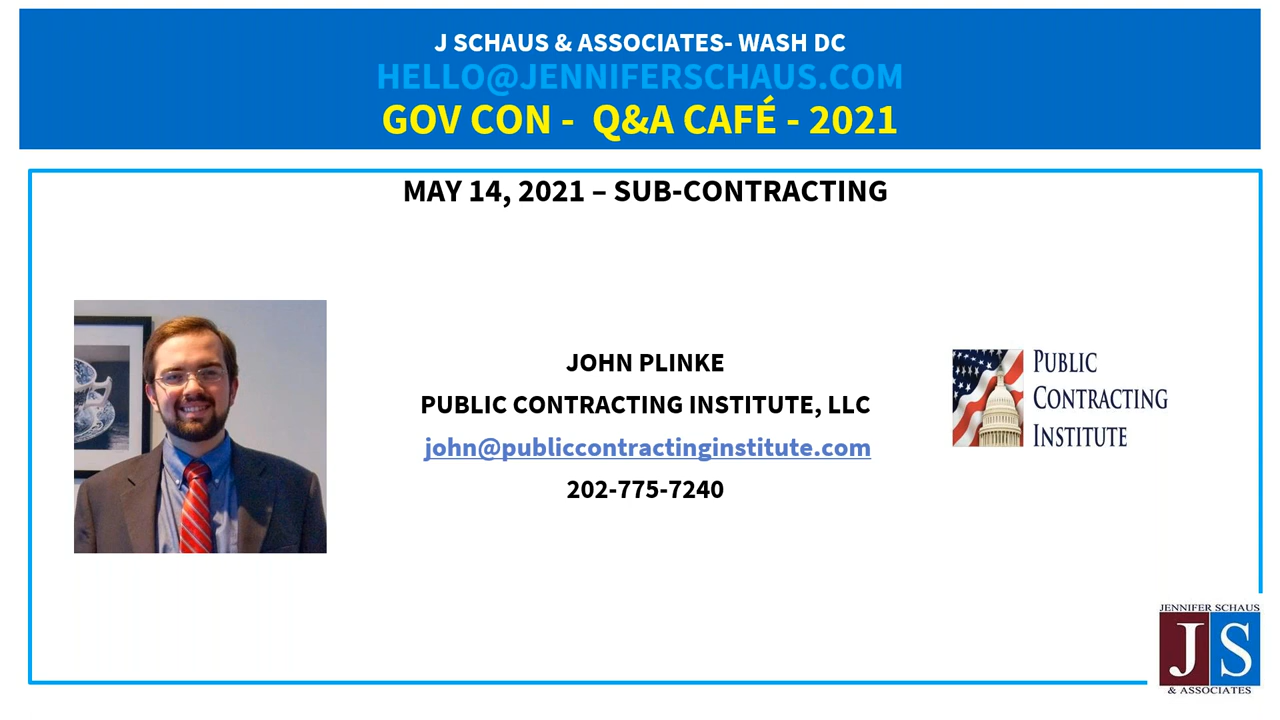 J SCHAUS & ASSOCIATES- WASH DC
HELLO@JENNIFERSCHAUS.COM
GOV CON -  Q&A CAFÉ - 2021
MAY 14, 2021 – SUB-CONTRACTING
JOHN PLINKE
PUBLIC CONTRACTING INSTITUTE, LLC
john@publiccontractinginstitute.com
202-775-7240
PUBLIC
CONTRACTING
INSTITUTE
JENNIFER SCHAUS
JS
& ASSOCIATES